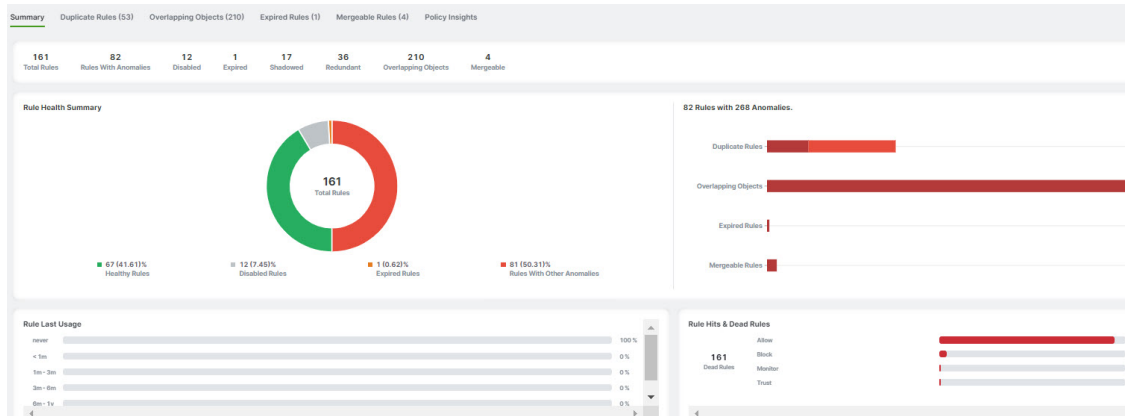 Summary Duplicate Rules (53) Overlapping Objects (210) Expired Rules (1) Mergeable Rules (4) Policy Insights
161 82 12 1 17 36 210 4
Total Rules Rules With Anomalies Disabled Expired Shadowed Redundant Overlapping Objects Mergeable
Rule Health Summary
161
Total Rules
67 (41.61)% 12 (7.45)% 1 (0.62)% 81 (50.31)%
Healthy Rules Disabled Rules Expired Rules Rules With Other Anomalies
82 Rules with 268 Anomalies.
Duplicate Rules
Overlapping Objects
Expired Rules
Mergeable Rules
Rule Last Usage
never 100 %
< 1m 0 %
1m - 3m 0 %
3m - 6m 0 %
6m - 1y 0 %
Rule Hits & Dead Rules
161
Dead Rules
Allow
Block
Monitor
Trust